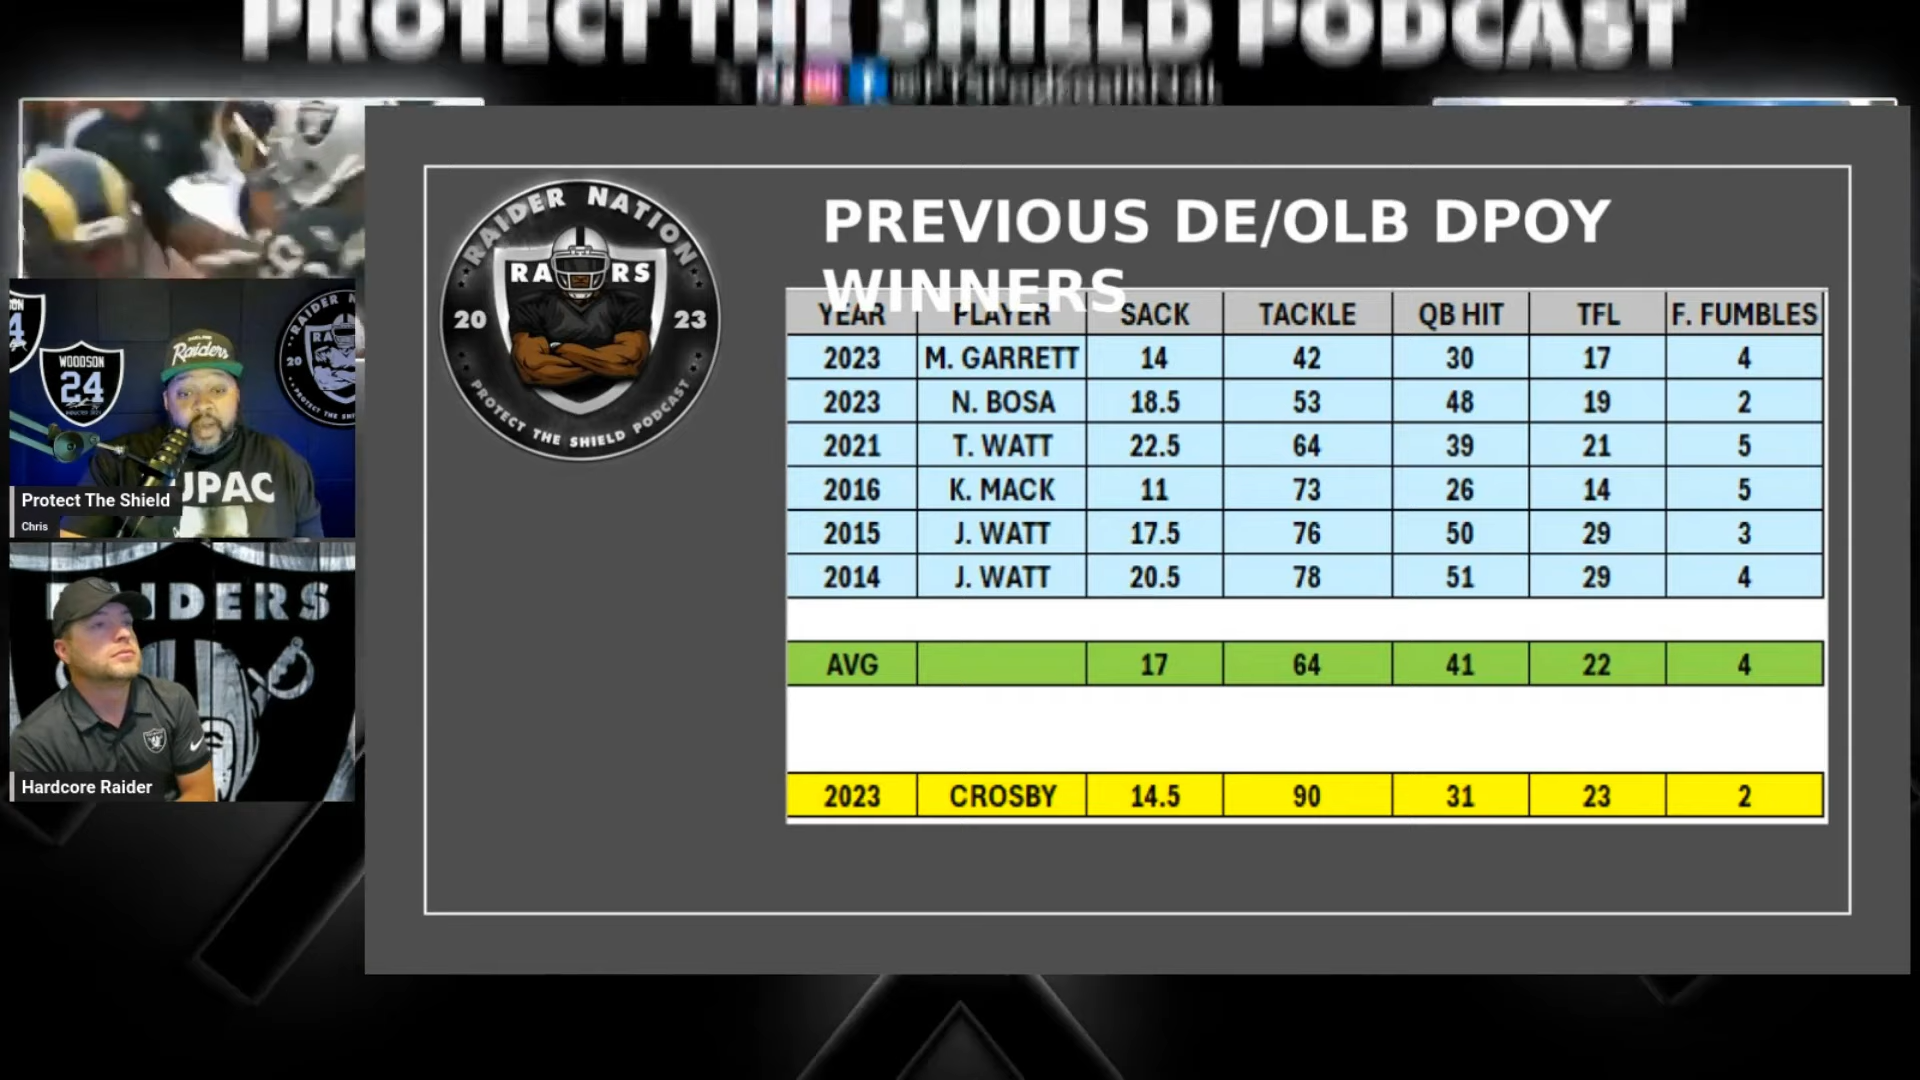 PROTECT THE SHIELD PODCAST
RAIDER NATION
RA RS
20 23
PROTECT THE SHIELD PODCAST
PREVIOUS DE/OLB DPOY
WINNERS
YEAR PLAYER SACK TACKLE QB HIT TFL F. FUMBLES
2023 M. GARRETT 14 42 30 17 4
2023 N. BOSA 18.5 53 48 19 2
2021 T. WATT 22.5 64 39 21 5
2016 K. MACK 11 73 26 14 5
2015 J. WATT 17.5 76 50 29 3
2014 J. WATT 20.5 78 51 29 4
AVG 17 64 41 22 4
2023 CROSBY 14.5 90 31 23 2
WOODSON
24
Raiders
RAIDER N
RA
20
UPAC
Protect The Shield
Chris
RAIDERS
Hardcore Raider